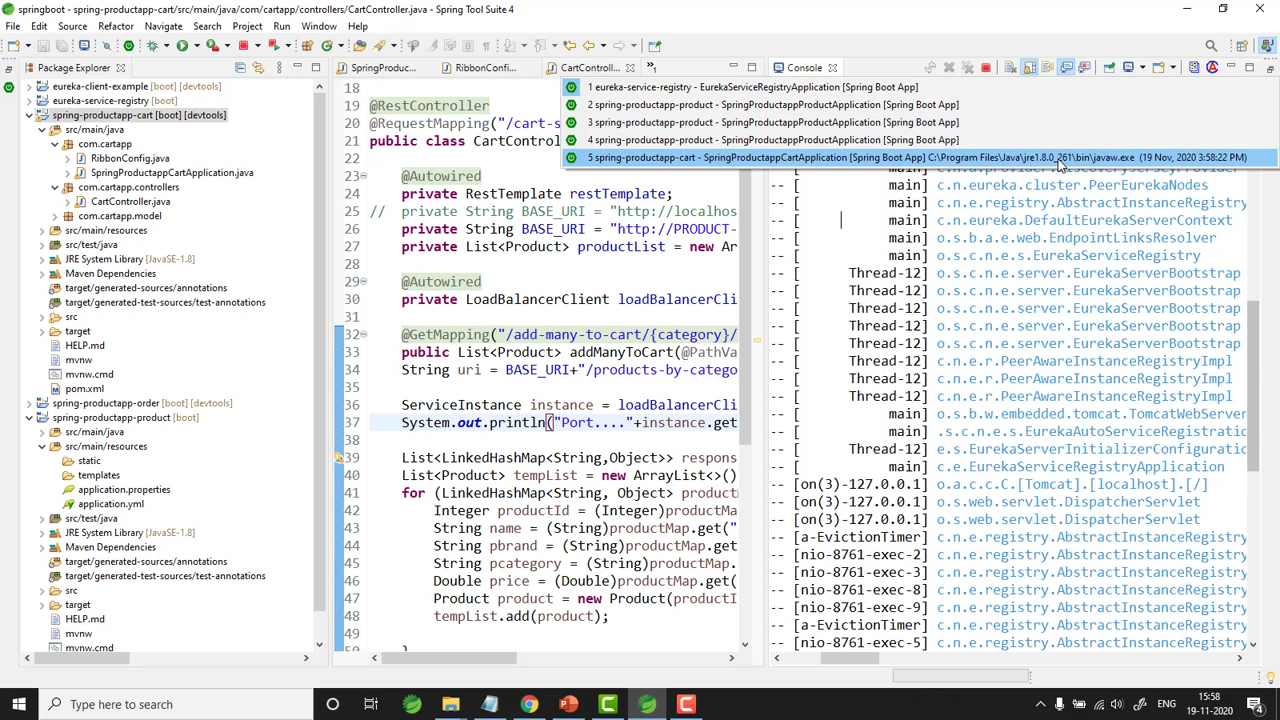 springboot - spring-productapp-cart/src/main/java/com/cartapp/controllers/CartController.java - Spring Tool Suite 4
File Edit Source Refactor Navigate Search Project Run Window Help
Package Explorer
SpringProduc...
RibbonConfi...
CartControll...
Console
eureka-client-example [boot] [devtools]
eureka-service-registry [boot] [devtools]
spring-productapp-cart [boot] [devtools]
src/main/java
com.cartapp
RibbonConfig.java
SpringProductappCartApplication.java
com.cartapp.controllers
CartController.java
com.cartapp.model
src/main/resources
src/test/java
JRE System Library [JavaSE-1.8]
Maven Dependencies
target/generated-sources/annotations
target/generated-test-sources/test-annotations
src
target
HELP.md
mvnw
mvnw.cmd
pom.xml
spring-productapp-order [boot] [devtools]
spring-productapp-product [boot]
src/main/java
src/main/resources
static
templates
application.properties
application.yml
src/test/java
JRE System Library [JavaSE-1.8]
Maven Dependencies
target/generated-sources/annotations
target/generated-test-sources/test-annotations
src
target
HELP.md
mvnw
mvnw.cmd
18
19 @RestController
20 @RequestMapping("/cart-s
21 public class CartControl
22
23 @Autowired
24 private RestTemplate restTemplate;
25 // private String BASE_URI = "http://localhos
26 private String BASE_URI = "http://PRODUCT-
27 private List<Product> productList = new Ar
28
29 @Autowired
30 private LoadBalancerClient loadBalancerCli
31
32 @GetMapping("/add-many-to-cart/{category}/
33 public List<Product> addManyToCart(@PathVa
34 String uri = BASE_URI+"/products-by-catego
35
36 ServiceInstance instance = loadBalancerCli
37 System.out.println("Port...."+instance.get
39 List<LinkedHashMap<String,Object>> respons
40 List<Product> tempList = new ArrayList<>()
41 for (LinkedHashMap<String, Object> product
42 Integer productId = (Integer)productMa
43 String name = (String)productMap.get("
44 String pbrand = (String)productMap.get
45 String pcategory = (String)productMap.
46 Double price = (Double)productMap.get(
47 Product product = new Product(productI
48 tempList.add(product);
49
50 }
1 eureka-service-registry - EurekaServiceRegistryApplication [Spring Boot App]
2 spring-productapp-product - SpringProductappProductApplication [Spring Boot App]
3 spring-productapp-product - SpringProductappProductApplication [Spring Boot App]
4 spring-productapp-product - SpringProductappProductApplication [Spring Boot App]
5 spring-productapp-cart - SpringProductappCartApplication [Spring Boot App] C:\Program Files\Java\jre1.8.0_261\bin\javaw.exe (19 Nov, 2020 3:58:22 PM)
-- [ main] c.n.eureka.cluster.PeerEurekaNodes
-- [ main] c.n.e.registry.AbstractInstanceRegistry
-- [ main] c.n.eureka.DefaultEurekaServerContext
-- [ main] o.s.b.a.e.web.EndpointLinksResolver
-- [ main] o.s.c.n.e.s.EurekaServiceRegistry
-- [ Thread-12] o.s.c.n.e.server.EurekaServerBootstrap
-- [ Thread-12] o.s.c.n.e.server.EurekaServerBootstrap
-- [ Thread-12] o.s.c.n.e.server.EurekaServerBootstrap
-- [ Thread-12] o.s.c.n.e.server.EurekaServerBootstrap
-- [ Thread-12] o.s.c.n.e.server.EurekaServerBootstrap
-- [ Thread-12] c.n.e.r.PeerAwareInstanceRegistryImpl
-- [ Thread-12] c.n.e.r.PeerAwareInstanceRegistryImpl
-- [ Thread-12] c.n.e.r.PeerAwareInstanceRegistryImpl
-- [ main] o.s.b.w.embedded.tomcat.TomcatWebServer
-- [ main] .s.c.n.e.s.EurekaAutoServiceRegistration
-- [ Thread-12] e.s.EurekaServerInitializerConfiguratio
-- [ main] c.e.EurekaServiceRegistryApplication
-- [on(3)-127.0.0.1] o.a.c.c.C.[Tomcat].[localhost].[/]
-- [on(3)-127.0.0.1] o.s.web.servlet.DispatcherServlet
-- [on(3)-127.0.0.1] o.s.web.servlet.DispatcherServlet
-- [a-EvictionTimer] c.n.e.registry.AbstractInstanceRegistry
-- [nio-8761-exec-2] c.n.e.registry.AbstractInstanceRegistry
-- [nio-8761-exec-3] c.n.e.registry.AbstractInstanceRegistry
-- [nio-8761-exec-8] c.n.e.registry.AbstractInstanceRegistry
-- [nio-8761-exec-9] c.n.e.registry.AbstractInstanceRegistry
-- [a-EvictionTimer] c.n.e.registry.AbstractInstanceRegistry
-- [nio-8761-exec-5] c.n.e.registry.AbstractInstanceRegistry
Type here to search
ENG
15:58
19-11-2020
4